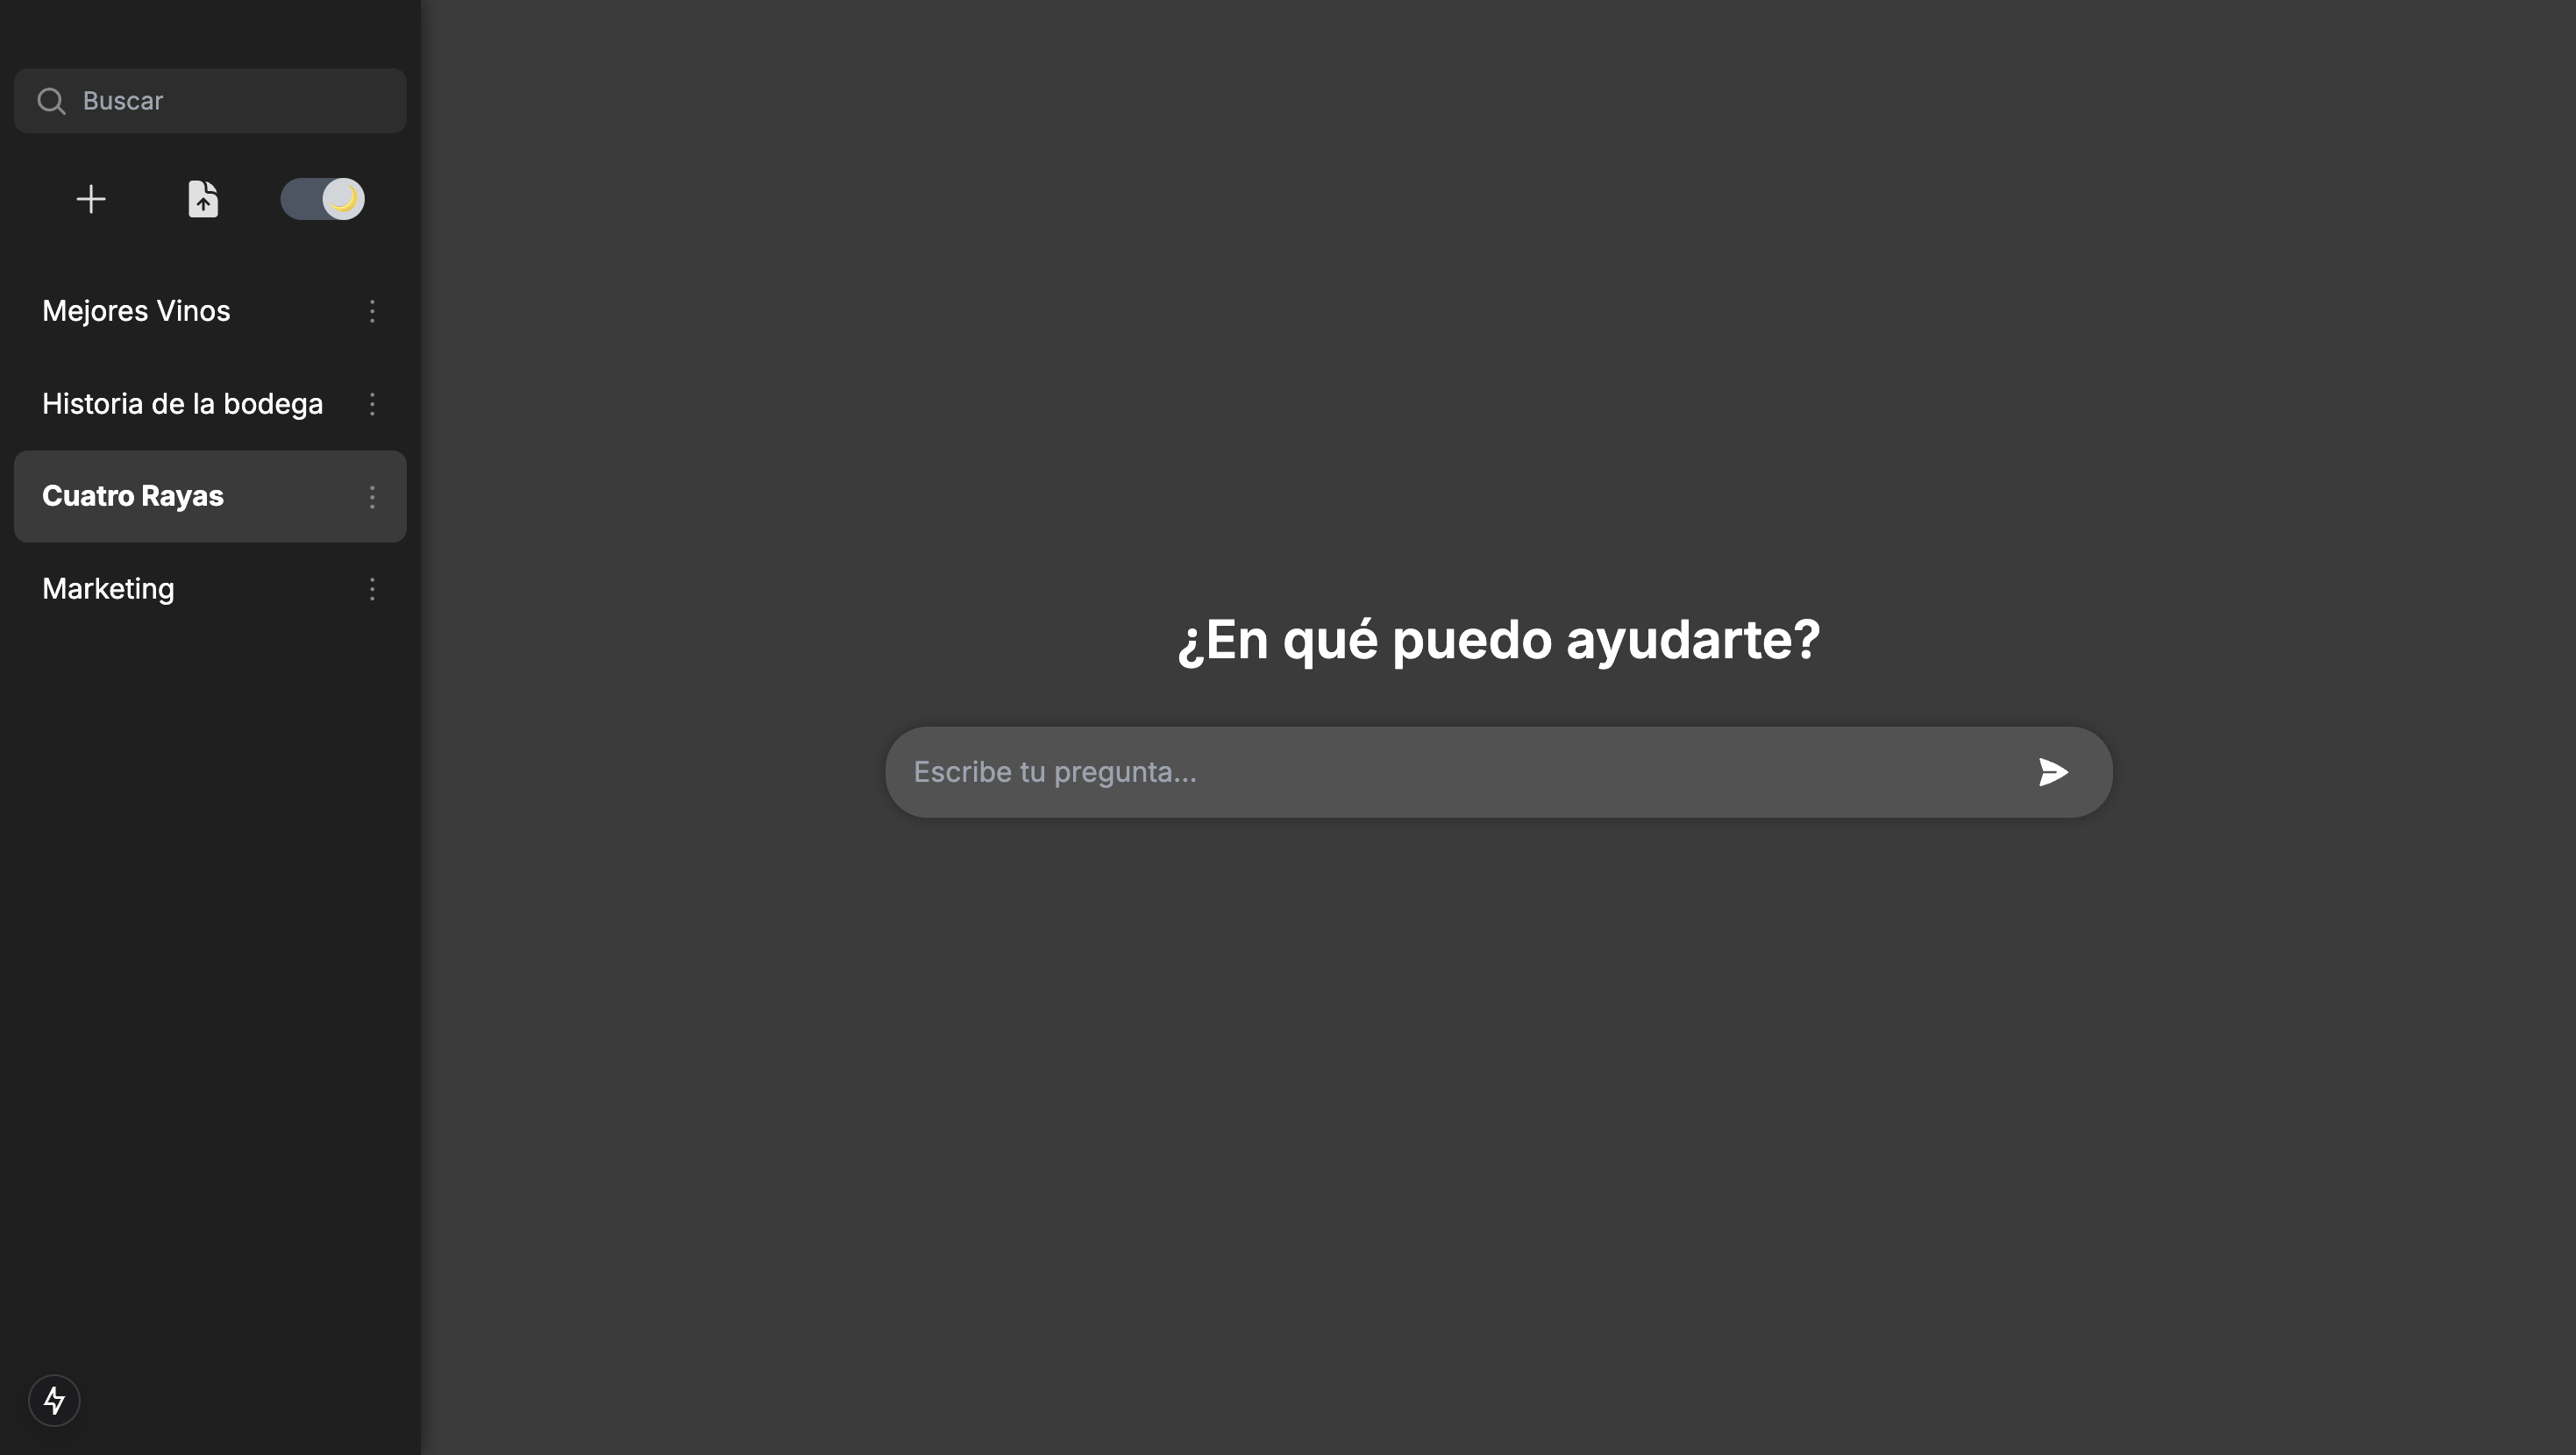 Buscar
Mejores Vinos
Historia de la bodega
Cuatro Rayas
Marketing
¿En qué puedo ayudarte?
Escribe tu pregunta...